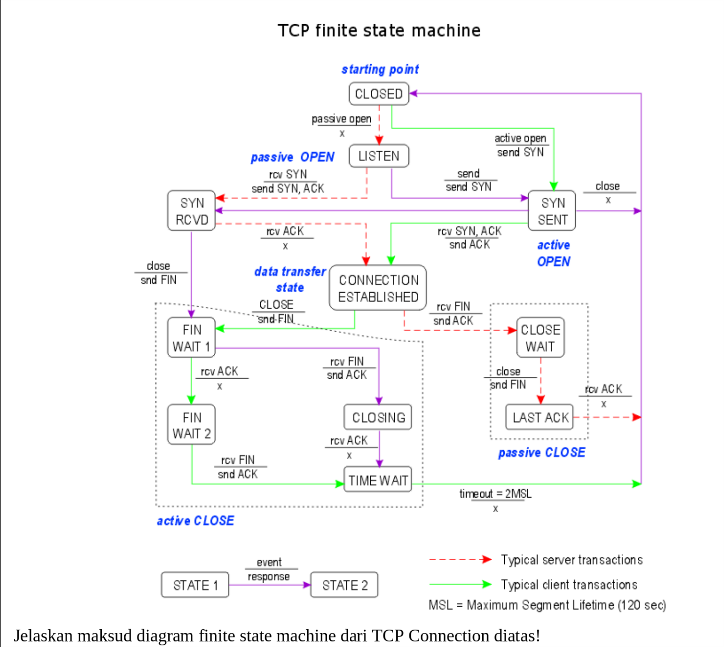 TCP finite state machine
starting point
CLOSED
passive open
x
active open
send SYN
passive OPEN
LISTEN
rcv SYN
send SYN, ACK
send
send SYN
close
x
SYN
RCVD
SYN
SENT
rcv ACK
x
rcv SYN, ACK
snd ACK
active
OPEN
close
snd FIN
data transfer
state
CONNECTION
ESTABLISHED
CLOSE
snd FIN
rcv FIN
snd ACK
FIN
WAIT 1
CLOSE
WAIT
rcv FIN
snd ACK
rcv ACK
x
close
snd FIN
rcv ACK
x
FIN
WAIT 2
CLOSING
LAST ACK
rcv ACK
x
passive CLOSE
rcv FIN
snd ACK
TIME WAIT
timeout = 2MSL
x
active CLOSE
event
response
STATE 1
STATE 2
Typical server transactions
Typical client transactions
MSL = Maximum Segment Lifetime (120 sec)
Jelaskan maksud diagram finite state machine dari TCP Connection diatas!